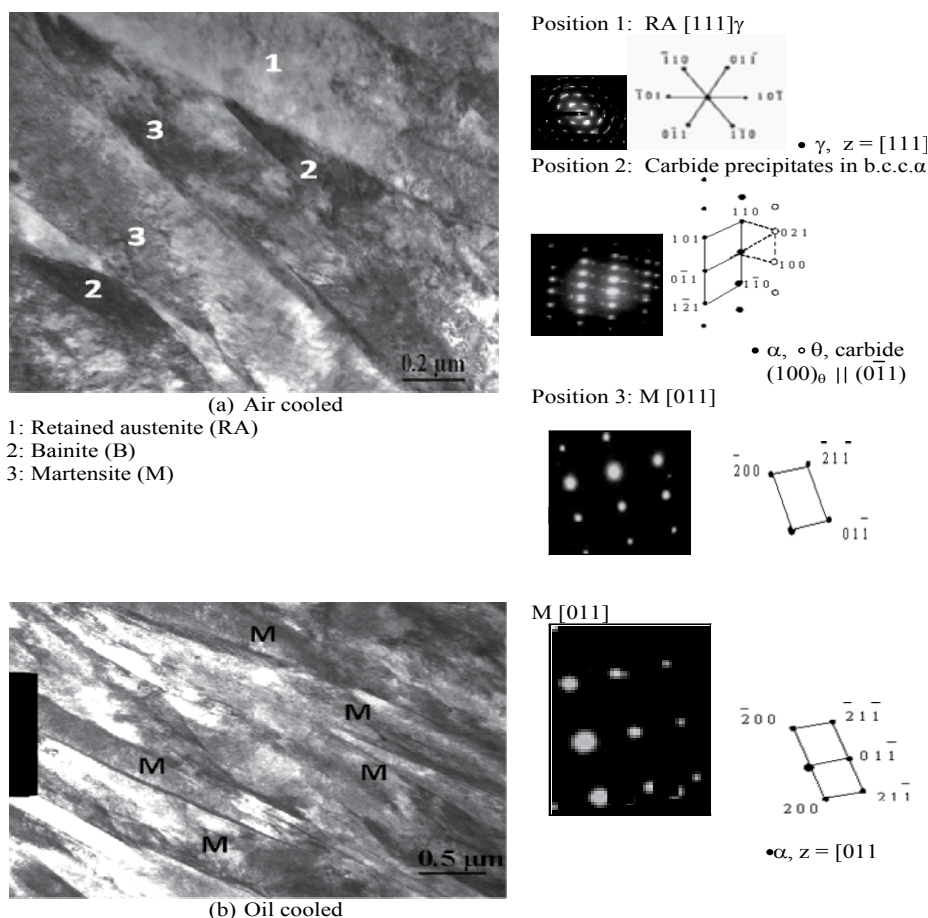 1
3
2
3
2
0.2 μm
(a) Air cooled
1: Retained austenite (RA)
2: Bainite (B)
3: Martensite (M)
Position 1: RA [111]γ
1̅10 011̅
1̅01 101̅
01̅1 11̅0
• γ, z = [111]
Position 2: Carbide precipitates in b.c.c.α
110
101 021
01̅1 100
11̅0
12̅1
• α, ∘ θ, carbide
(100)θ || (01̅1)
Position 3: M [011]
2̅00 2̅11̅
011̅
M
M
M
M
M
0.5 μm
(b) Oil cooled
M [011]
2̅00 2̅11̅
011̅
200 211̅
•α, z = [011